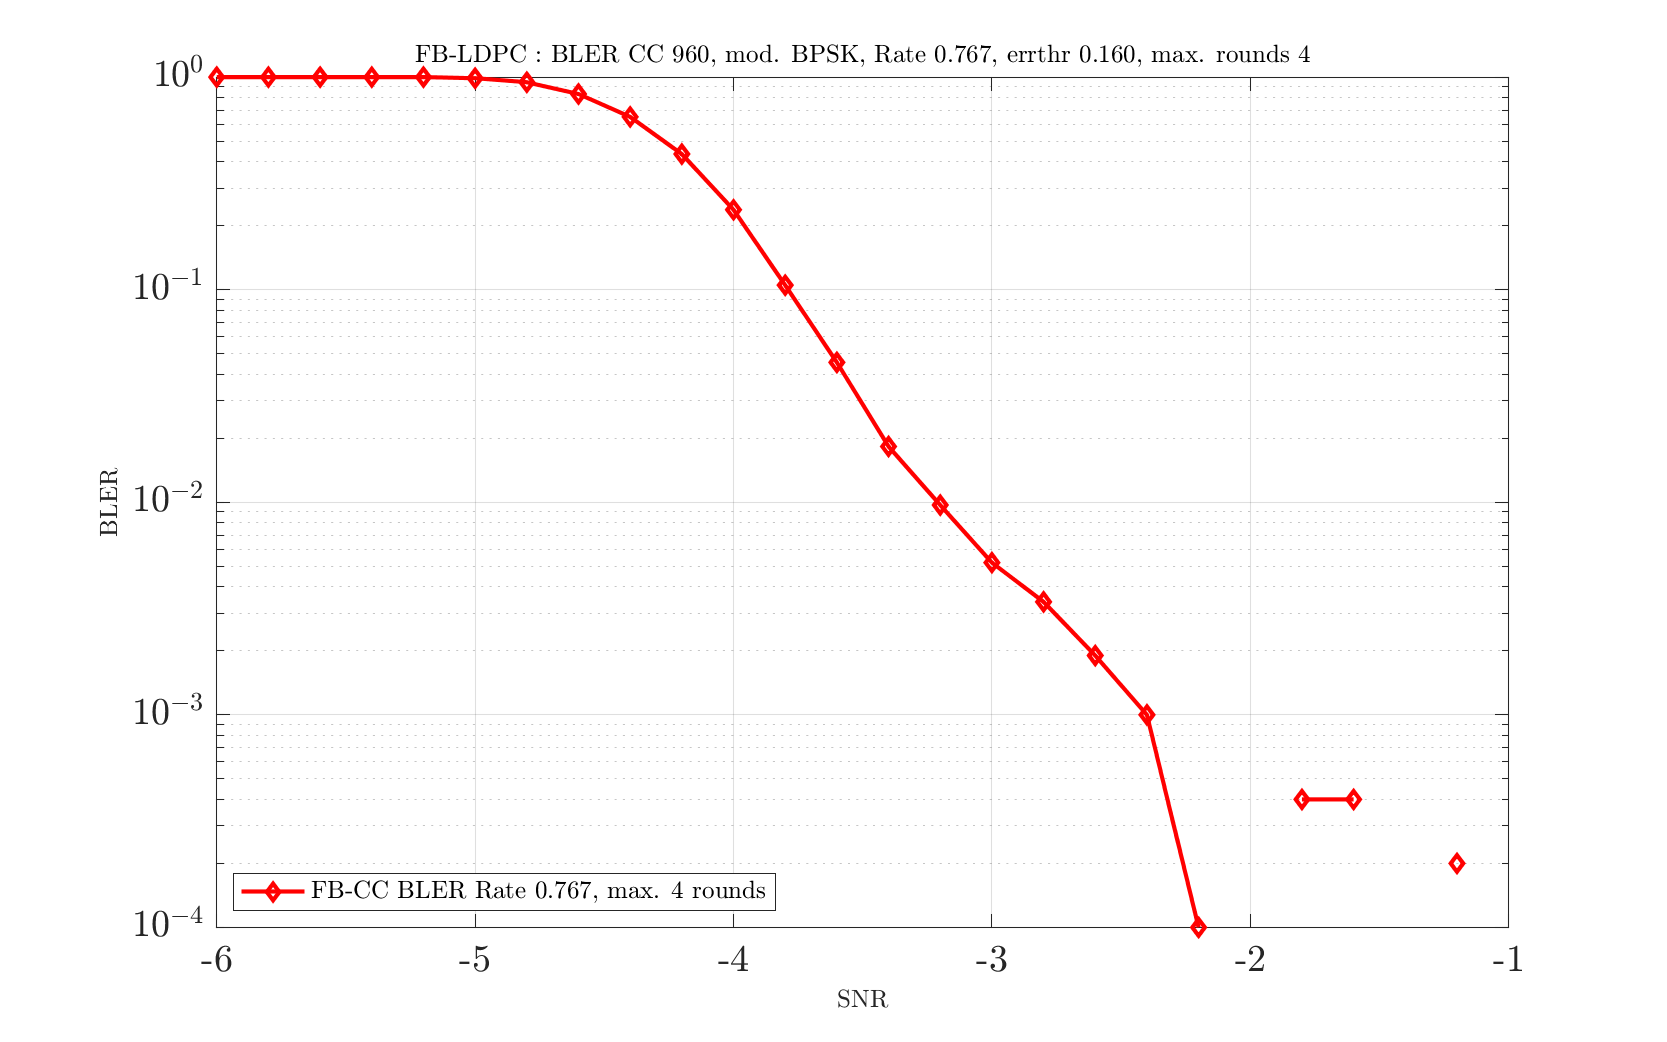 FB-LDPC : BLER CC 960, mod. BPSK, Rate 0.767, errthr 0.160, max. rounds 4
10^0
10^{-1}
10^{-2}
10^{-3}
10^{-4}
BLER
FB-CC BLER Rate 0.767, max. 4 rounds
-6 -5 -4 -3 -2 -1
SNR